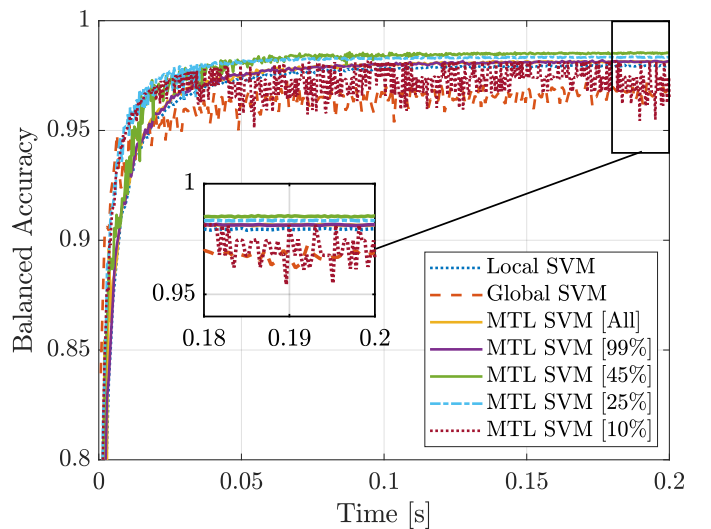 1
0.95
0.9
0.85
0.8
Balanced Accuracy
1
0.95
0.18
0.19
0.2
Local SVM
Global SVM
MTL SVM [All]
MTL SVM [99%]
MTL SVM [45%]
MTL SVM [25%]
MTL SVM [10%]
0
0.05
0.1
0.15
0.2
Time [s]